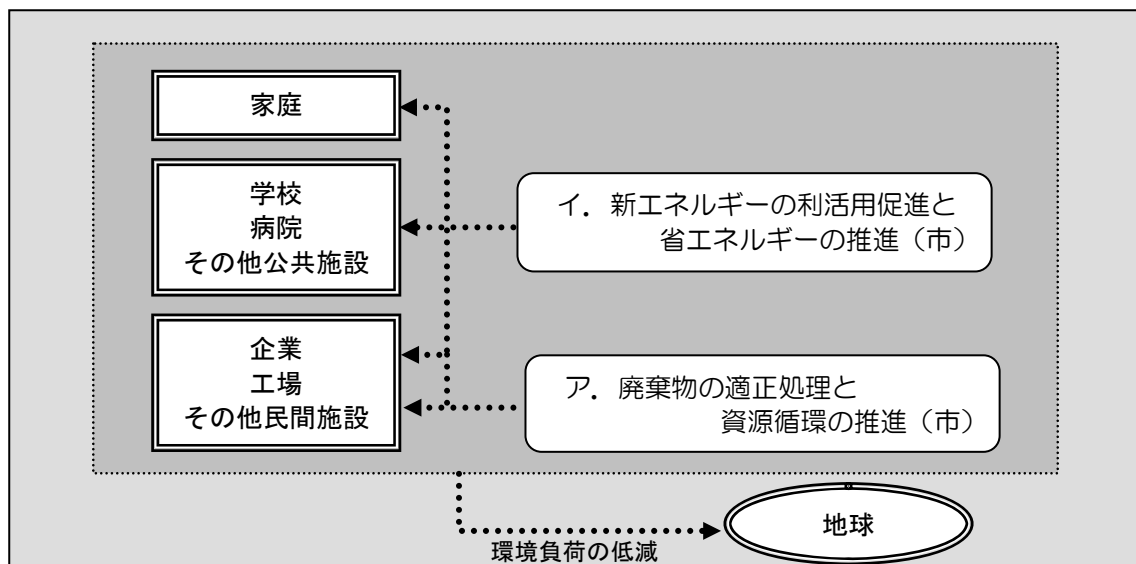 家庭
学校
病院
その他公共施設
企業
工場
その他民間施設
イ．新エネルギーの利活用促進と
省エネルギーの推進（市）
ア．廃棄物の適正処理と
資源循環の推進（市）
環境負荷の低減
地球